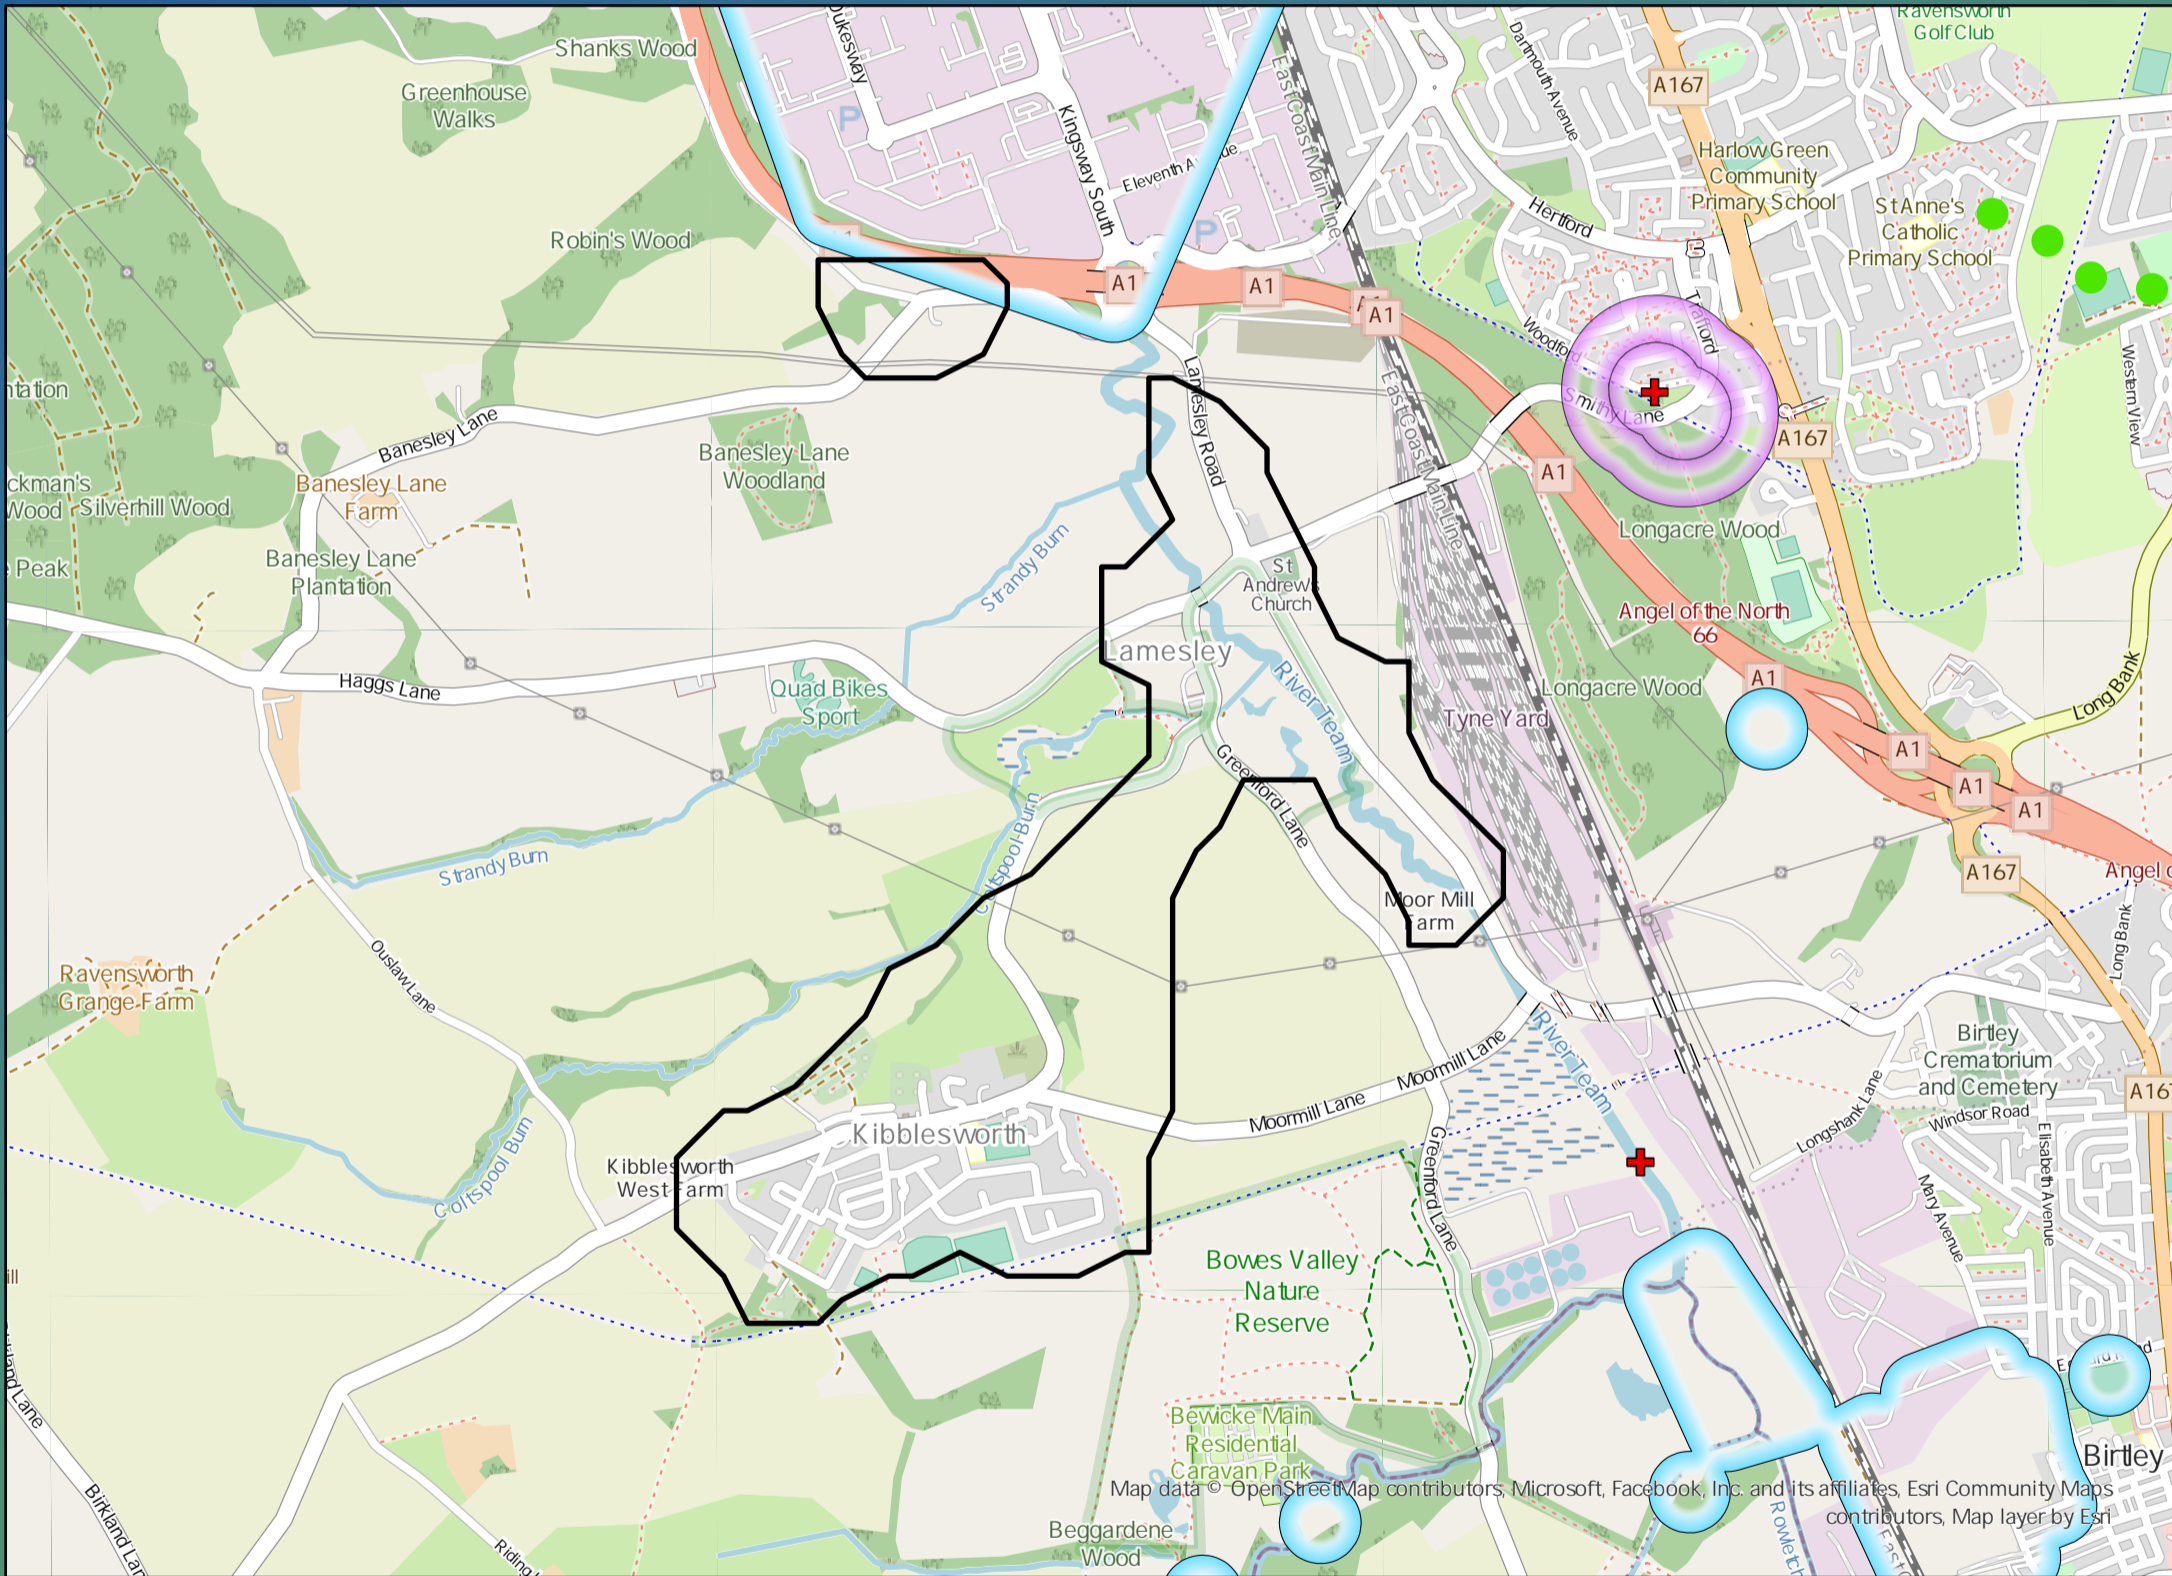 Shanks Wood
Greenhouse
Walks
Dukesway
P
Kingsway South
Eleventh Avenue
P
East Coast Main Line
Dartmouth Avenue
A167
Ravensworth
Golf Club
Harlow Green
Community
Primary School
St Anne's
Catholic
Primary School
Hertford
Robin's Wood
A1
A1
A1
A1
Woodford
Trafford
Smithy Lane
A167
Western View
Banesley Lane
Banesley Lane
Farm
Silverhill Wood
Banesley Lane
Plantation
Peak
Banesley Lane
Woodland
Lamesley Road
East Coast Main Line
A1
Longacre Wood
Strandy Burn
St
Andrew's
Church
Angel of the North
66
Lamesley
Haggs Lane
Quad Bikes
Sport
River Team
Longacre Wood
Tyne Yard
A1
Long Bank
A1
A1
A1
Greenford Lane
Strandy Burn
Coltspool Burn
Moor Mill
Farm
A167
Angel
Long Bank
Ravensworth
Grange Farm
Ouslaw Lane
River Team
Birtley
Crematorium
and Cemetery
Moormill Lane
Moormill Lane
Windsor Road
Longshank Lane
Kibblesworth
Kibblesworth
West Farm
Coltspool Burn
Greenford Lane
Mary Avenue
Elisabeth Avenue
Bowes Valley
Nature
Reserve
Bewicke Main
Residential
Caravan Park
Birtley
Map data © OpenStreetMap contributors, Microsoft, Facebook, Inc. and its affiliates, Esri Community Maps
contributors, Map layer by Esri
Beggardene
Wood